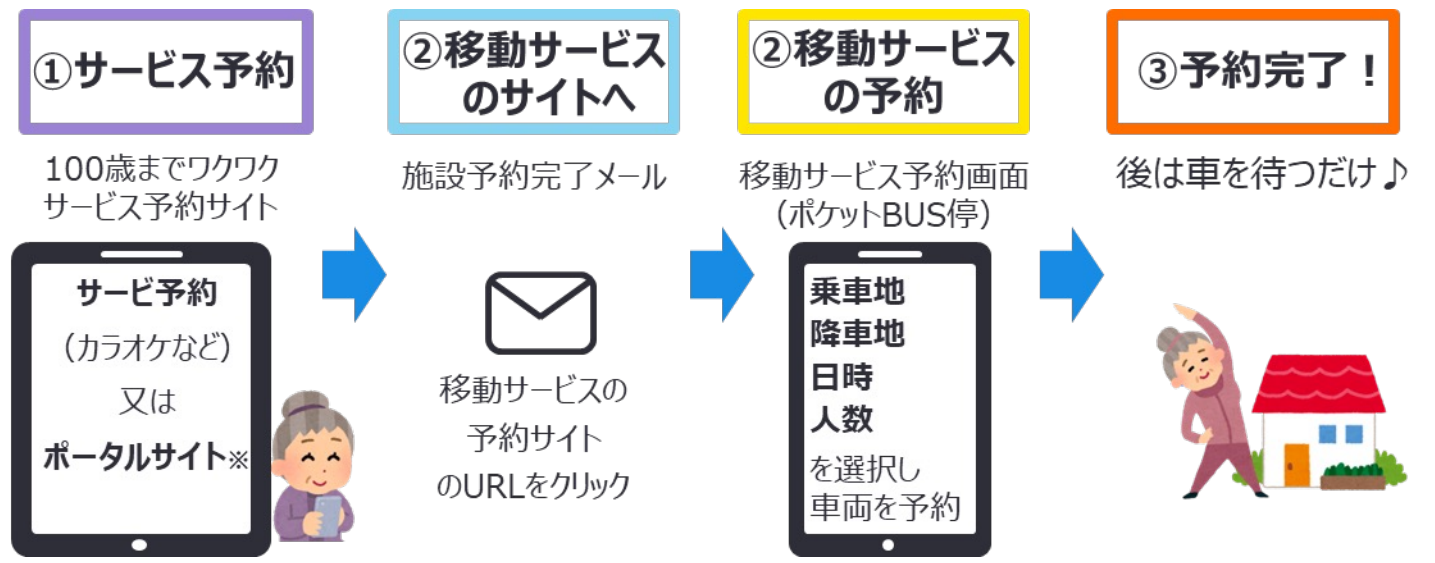 ①サービス予約
100歳までワクワク
サービス予約サイト
サービ予約
（カラオケなど）
又は
ポータルサイト※
②移動サービス
のサイトへ
施設予約完了メール
移動サービスの
予約サイト
のURLをクリック
②移動サービス
の予約
移動サービス予約画面
（ポケットBUS停）
乗車地
降車地
日時
人数
を選択し
車両を予約
③予約完了！
後は車を待つだけ♪